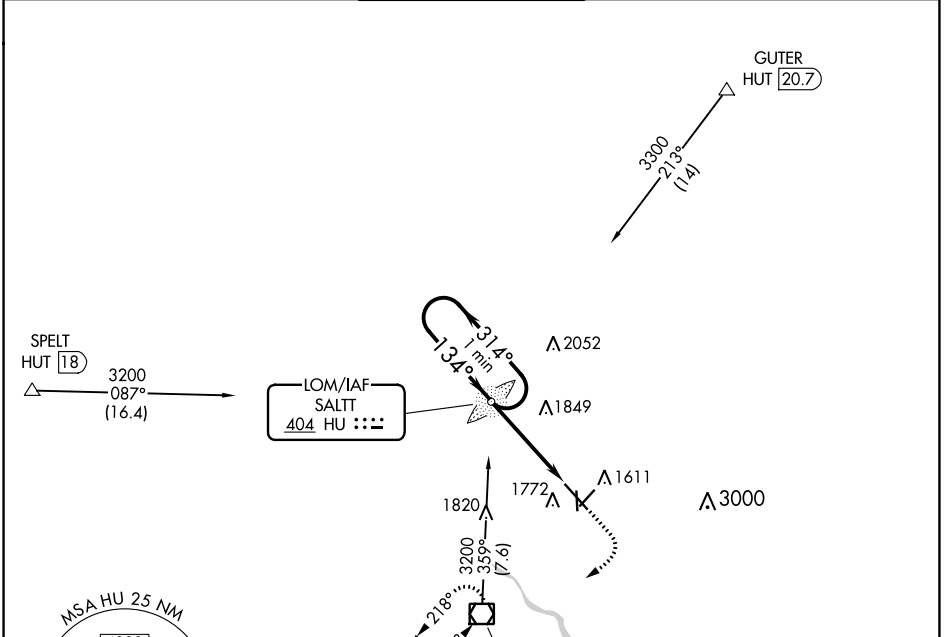 GUTER
HUT 20.7
3300
213°
(14)
SPELT
HUT 18
3200
087°
(16.4)
314°
1 min
134°
2052
LOM/IAF
SALTT
404 HU
1849
1772
1611
3000
1820
3200
359°
(7.6)
218°
MSA HU 25 NM